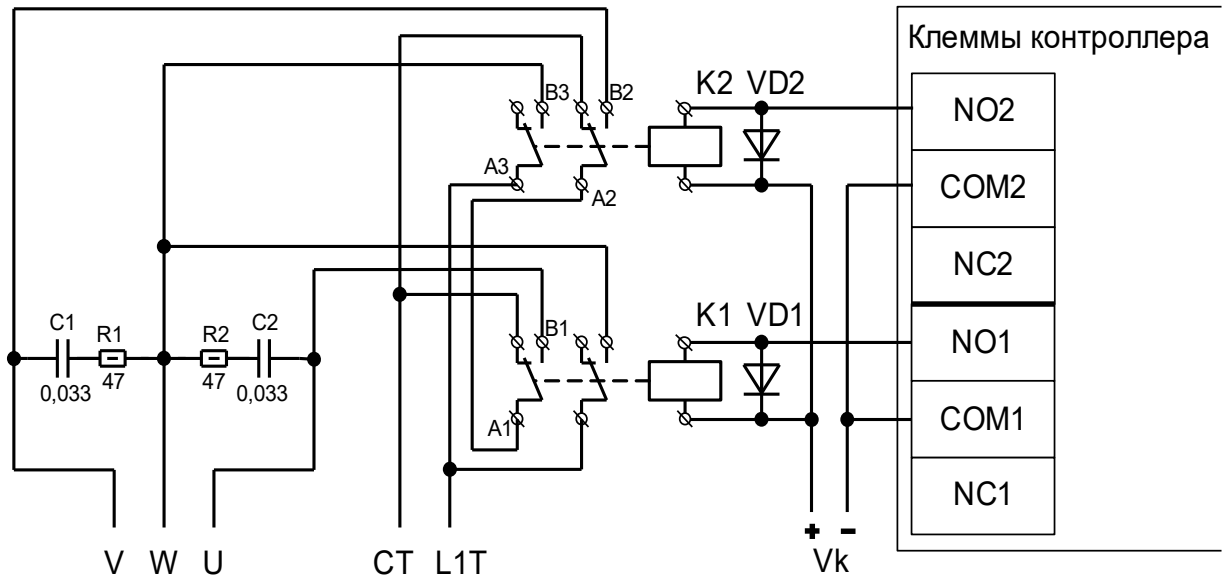 Клеммы контроллера
K2 VD2
B3
B2
NO2
A3
A2
COM2
NC2
C1
R1
R2
C2
B1
K1 VD1
NO1
0,033
47
47
0,033
A1
COM1
NC1
V W U
CT L1T
+ -
Vk